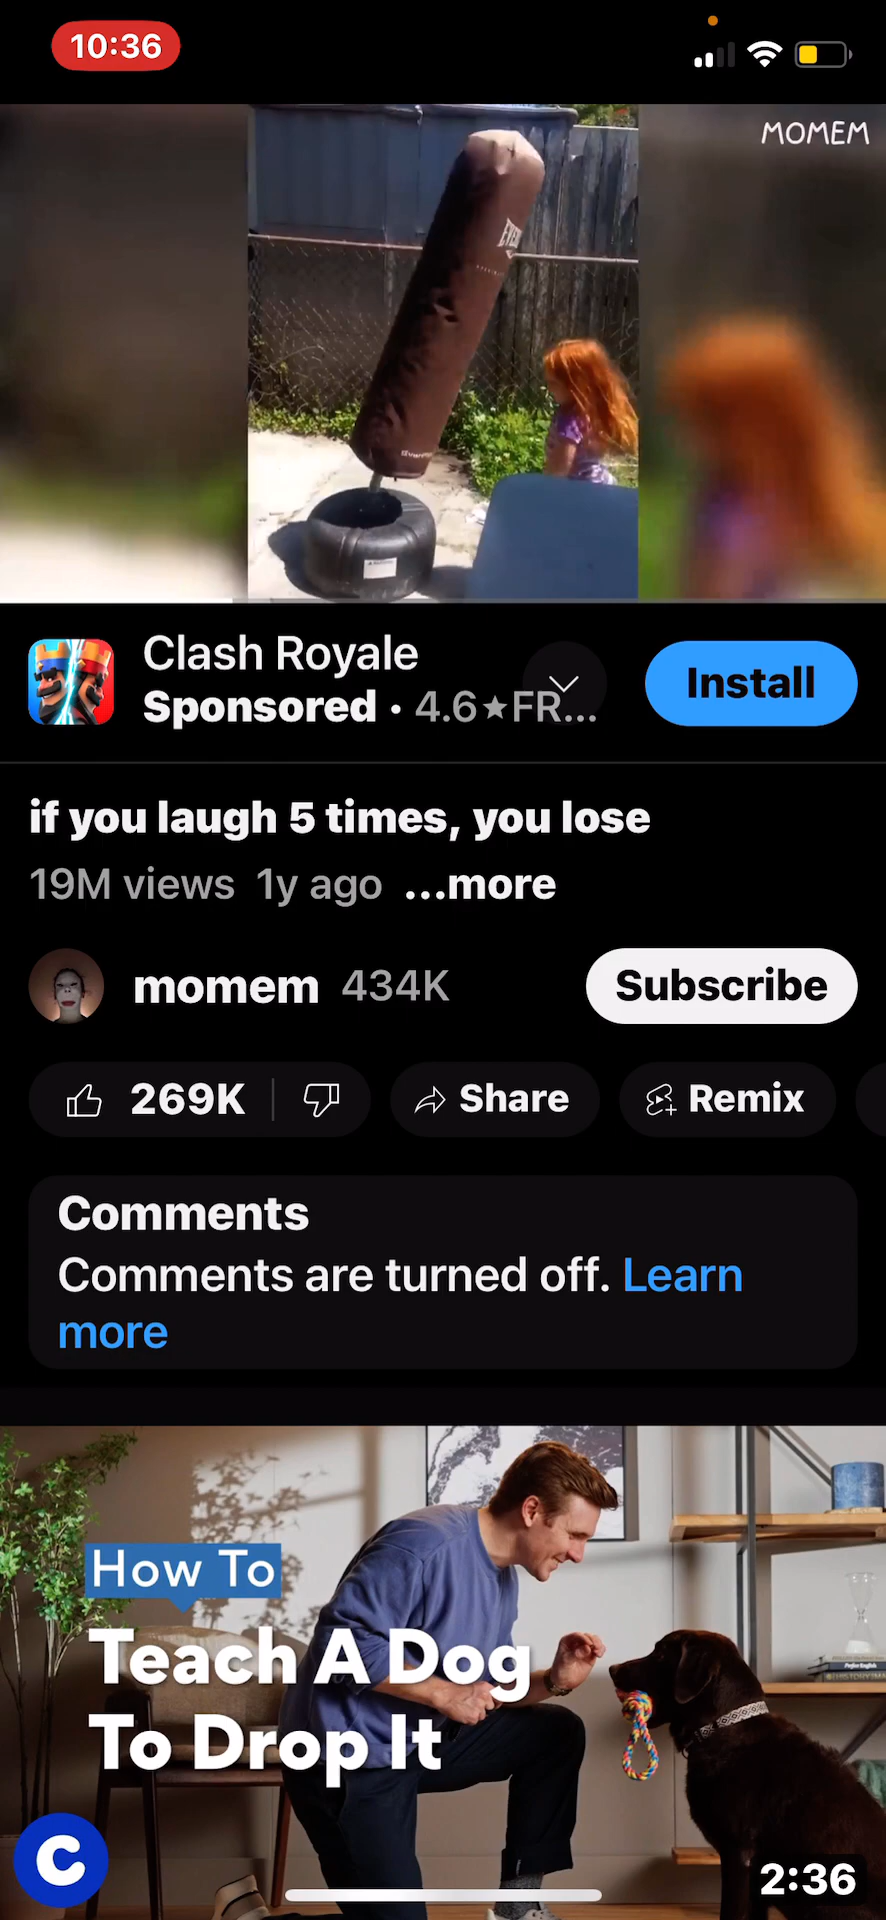 10:36
MOMEM
Clash Royale
Sponsored • 4.6★FR...
Install
if you laugh 5 times, you lose
19M views 1y ago ...more
momem 434K
Subscribe
269K
Share
Remix
Comments
Comments are turned off. Learn
more
How To
Teach A Dog
To Drop It
C
2:36